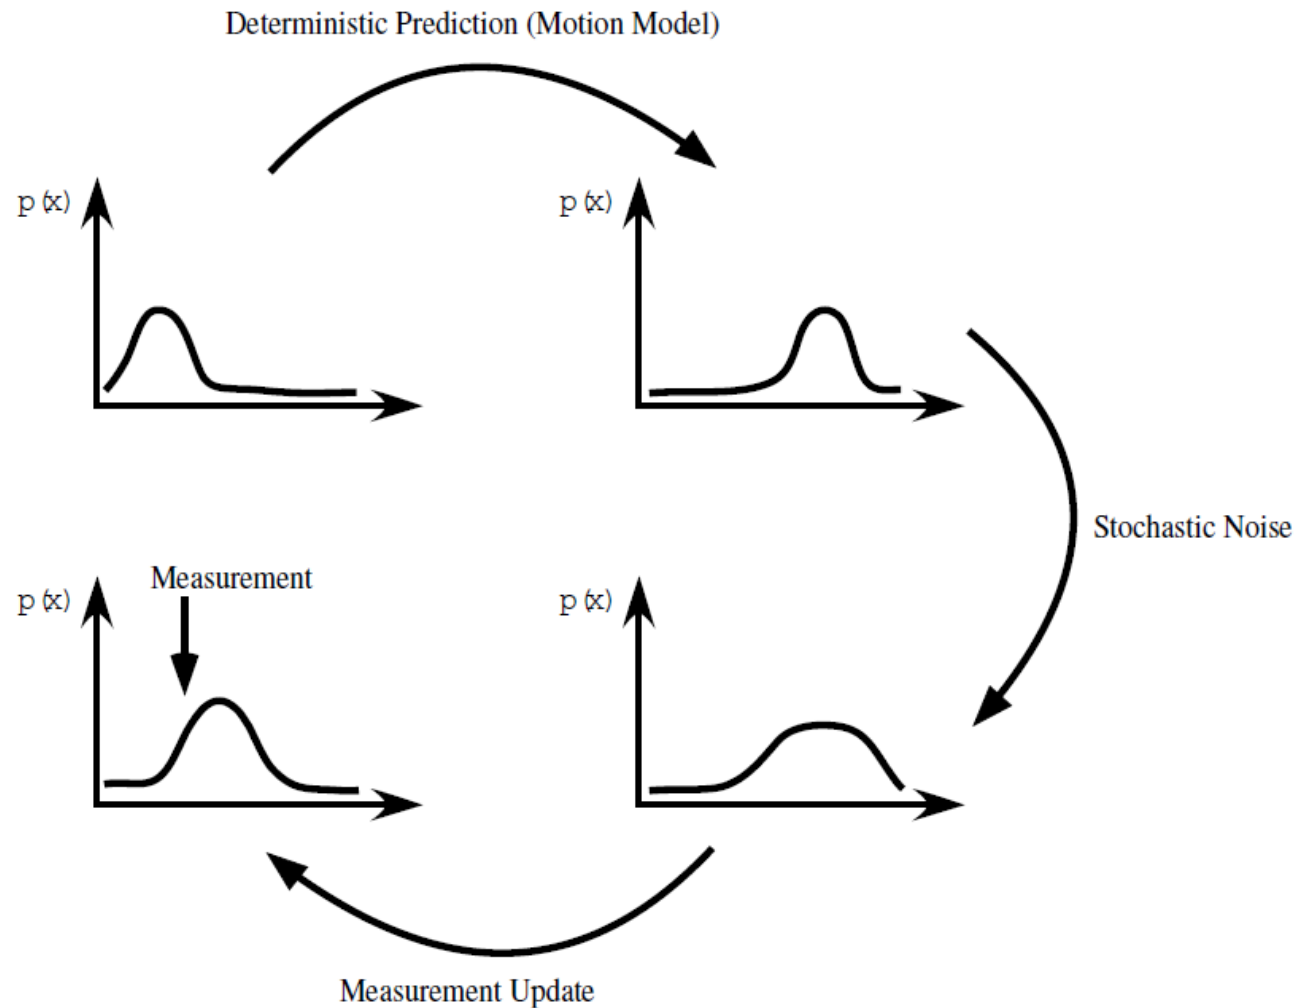 Deterministic Prediction (Motion Model)
p (x)
p (x)
Stochastic Noise
Measurement
p (x)
p (x)
Measurement Update